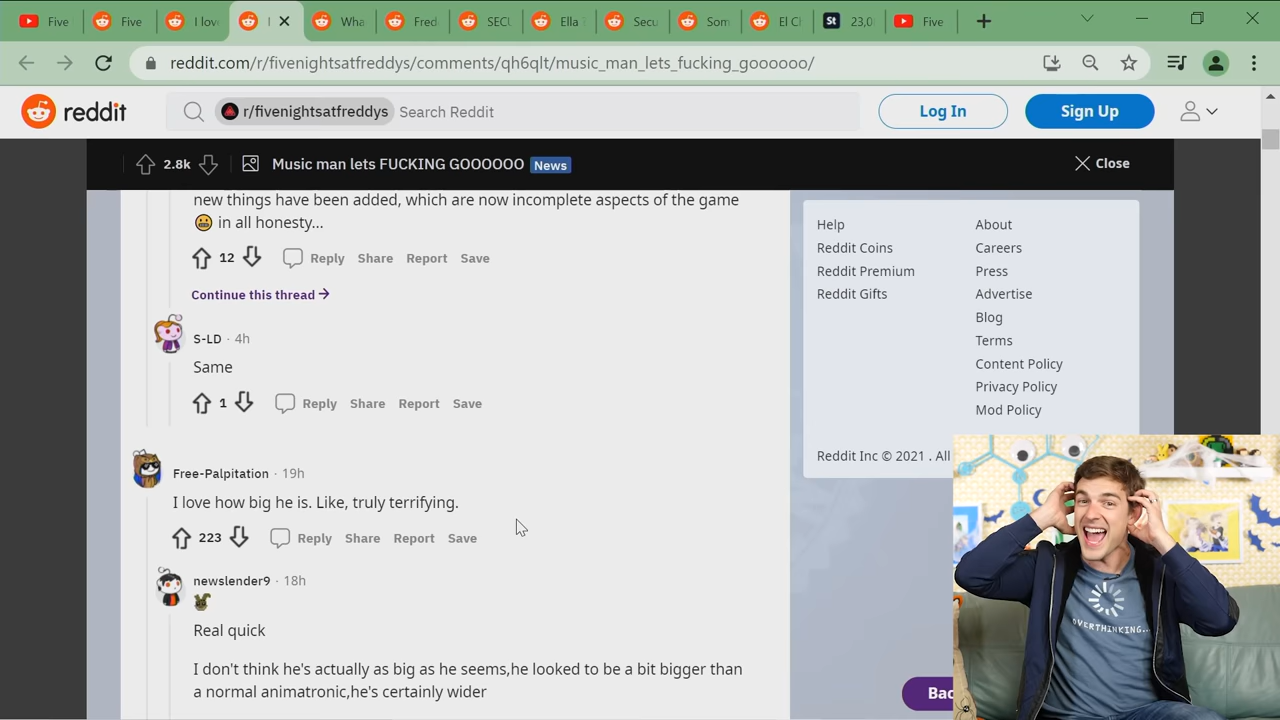 Five
Five
I love
I
Wha
Fred
SECU
Ella
Secu
Som
El Cl
St
23,0
Five
reddit.com/r/fivenightsatfreddys/comments/qh6qlt/music_man_lets_fucking_goooooo/
reddit
r/fivenightsatfreddys
Search Reddit
Log In
Sign Up
2.8k
Music man lets FUCKING GOOOOOO
News
Close
new things have been added, which are now incomplete aspects of the game
😬 in all honesty...
12 Reply Share Report Save
Continue this thread →
S-LD · 4h
Same
1 Reply Share Report Save
Free-Palpitation · 19h
I love how big he is. Like, truly terrifying.
223 Reply Share Report Save
newslender9 · 18h
Real quick
I don't think he's actually as big as he seems,he looked to be a bit bigger than
a normal animatronic,he's certainly wider
Help
Reddit Coins
Reddit Premium
Reddit Gifts
About
Careers
Press
Advertise
Blog
Terms
Content Policy
Privacy Policy
Mod Policy
Reddit Inc © 2021 . All
Bac
OVERTHINKING...